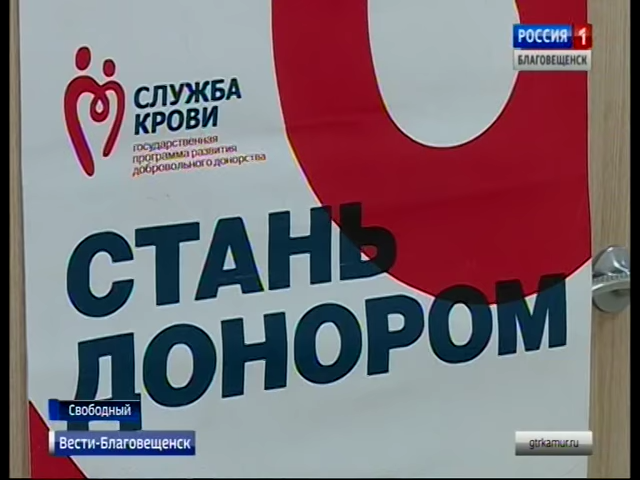 РОССИЯ 1
БЛАГОВЕЩЕНСК
СЛУЖБА
КРОВИ
государственная
программа развития
добровольного донорства
СТАНЬ
ДОНОРОМ
Свободный
Вести-Благовещенск
gtrkamur.ru